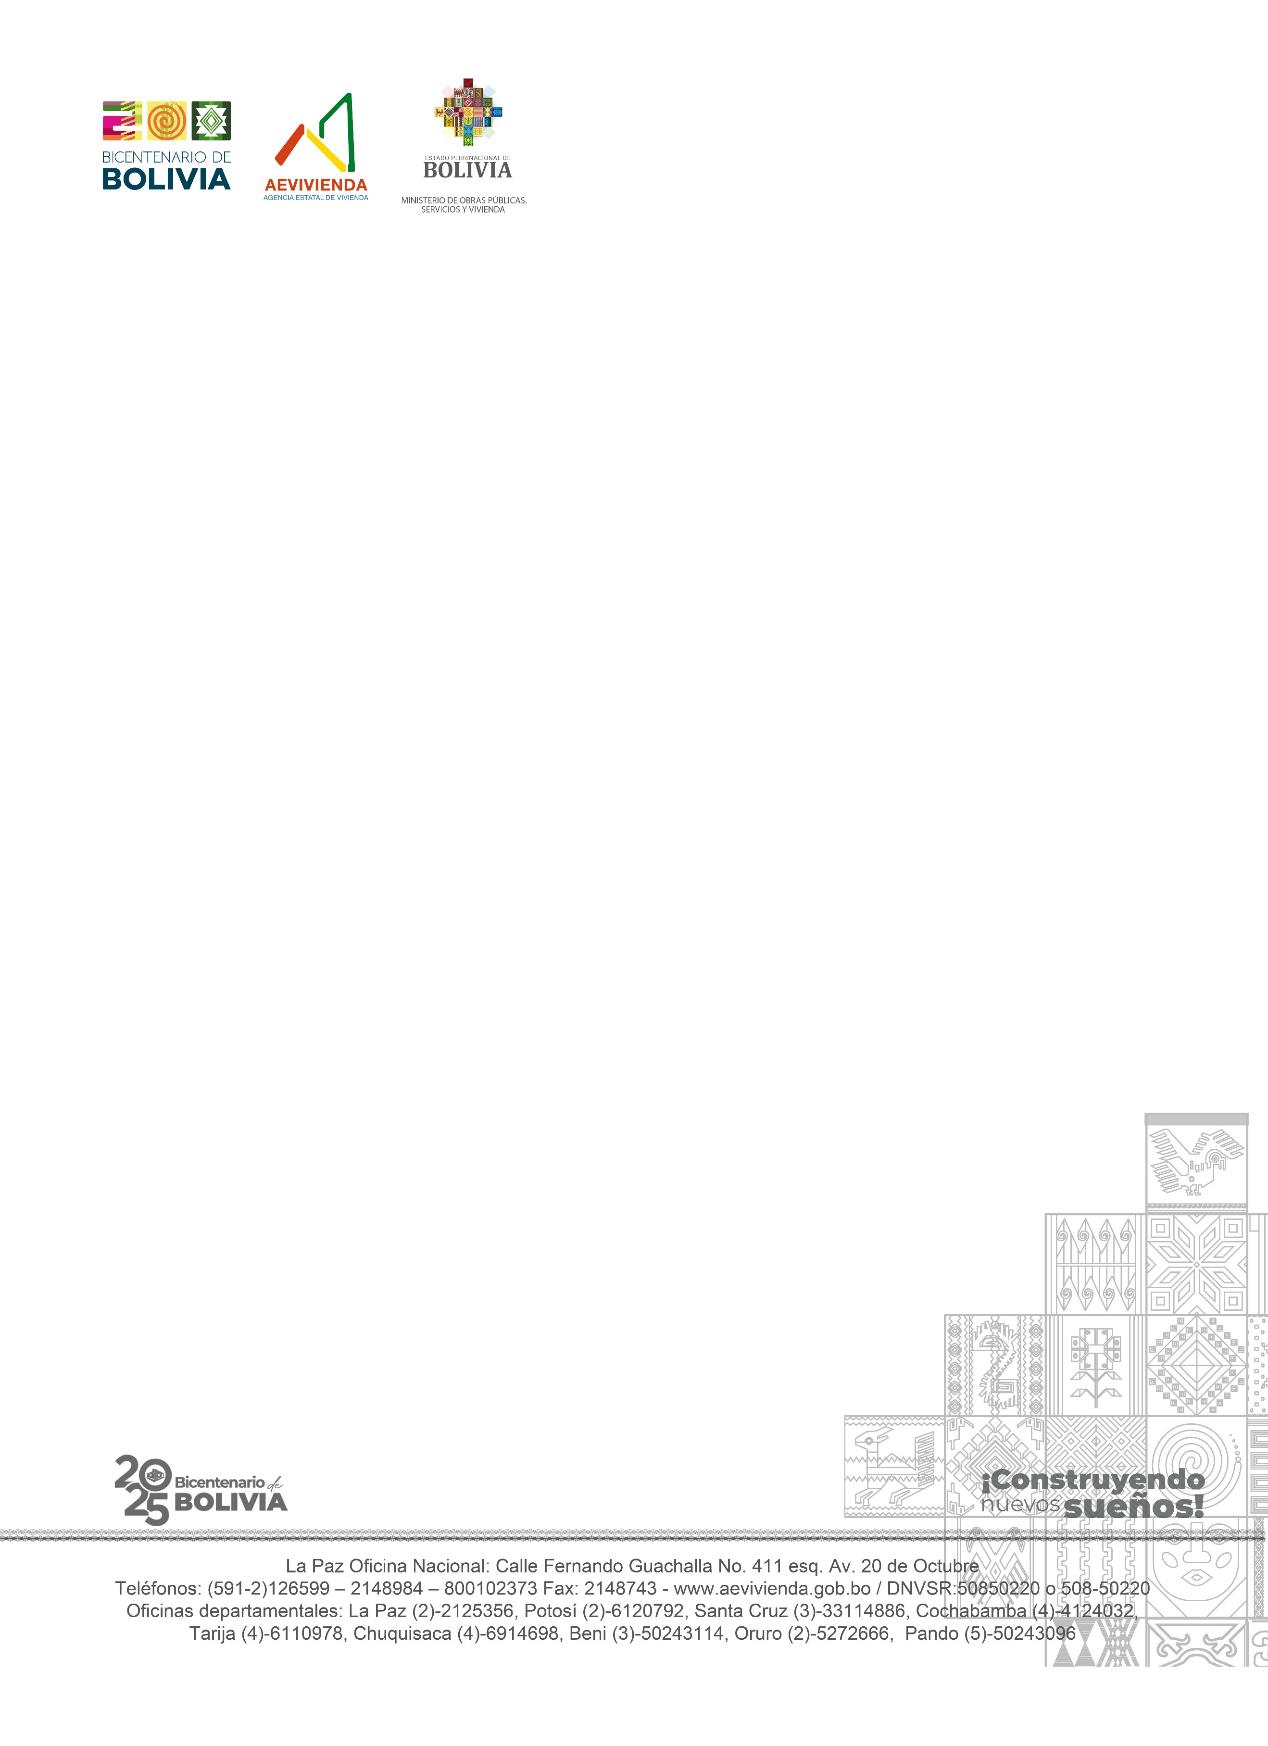 BICENTENARIO DE
BOLIVIA
AEVIVIENDA
AGENCIA ESTATAL DE VIVIENDA
ESTADO PLURINACIONAL DE
BOLIVIA
MINISTERIO DE OBRAS PÚBLICAS,
SERVICIOS Y VIVIENDA
2025 Bicentenario de
BOLIVIA
¡Construyendo
nuevos sueños!
La Paz Oficina Nacional: Calle Fernando Guachalla No. 411 esq. Av. 20 de Octubre
Teléfonos: (591-2)126599 – 2148984 – 800102373 Fax: 2148743 - www.aevivienda.gob.bo / DNVSR:50850220 o 508-50220
Oficinas departamentales: La Paz (2)-2125356, Potosí (2)-6120792, Santa Cruz (3)-33114886, Cochabamba (4)-4124032,
Tarija (4)-6110978, Chuquisaca (4)-6914698, Beni (3)-50243114, Oruro (2)-5272666, Pando (5)-50243096